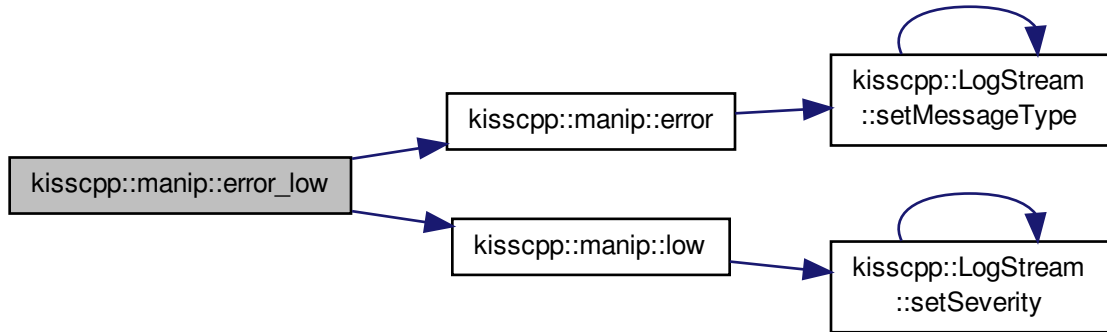 kisscpp::manip::error_low
kisscpp::manip::error
kisscpp::LogStream
::setMessageType
kisscpp::manip::low
kisscpp::LogStream
::setSeverity